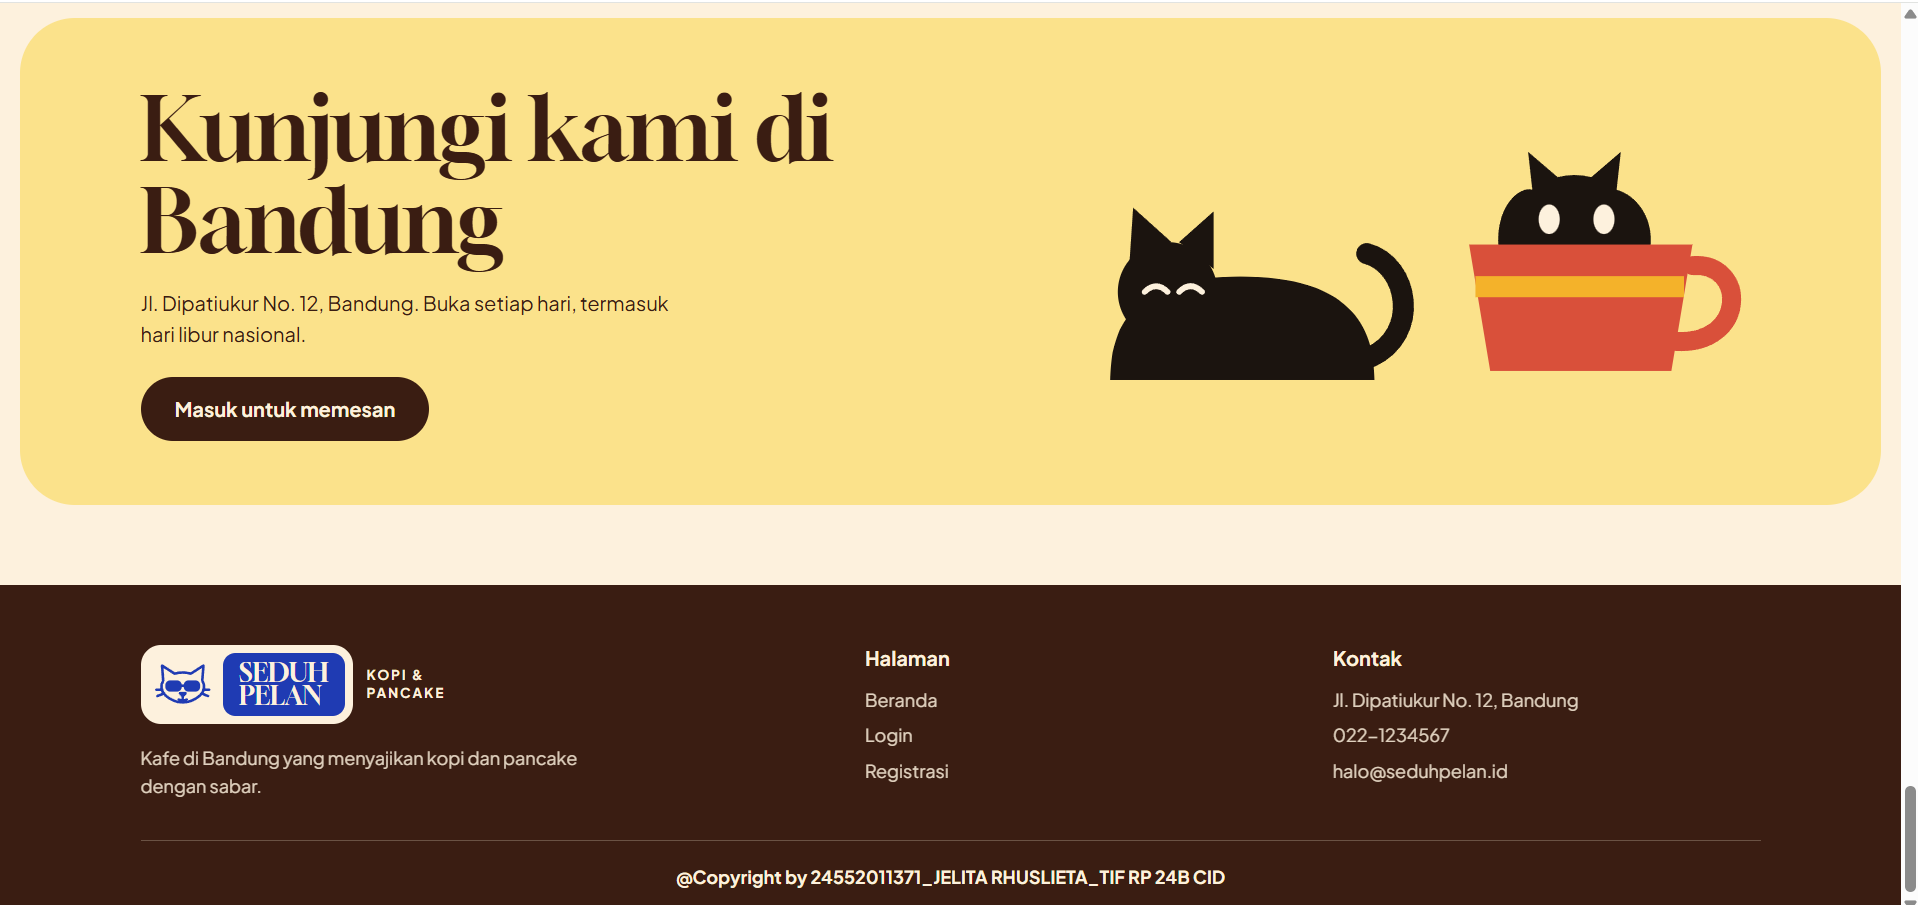 Kunjungi kami di
Bandung
Jl. Dipatiukur No. 12, Bandung. Buka setiap hari, termasuk
hari libur nasional.
Masuk untuk memesan
SEDUH
PELAN
KOPI &
PANCAKE
Kafe di Bandung yang menyajikan kopi dan pancake
dengan sabar.
Halaman
Beranda
Login
Registrasi
Kontak
Jl. Dipatiukur No. 12, Bandung
022-1234567
halo@seduhpelan.id
@Copyright by 24552011371_JELITA RHUSLIETA_TIF RP 24B CID